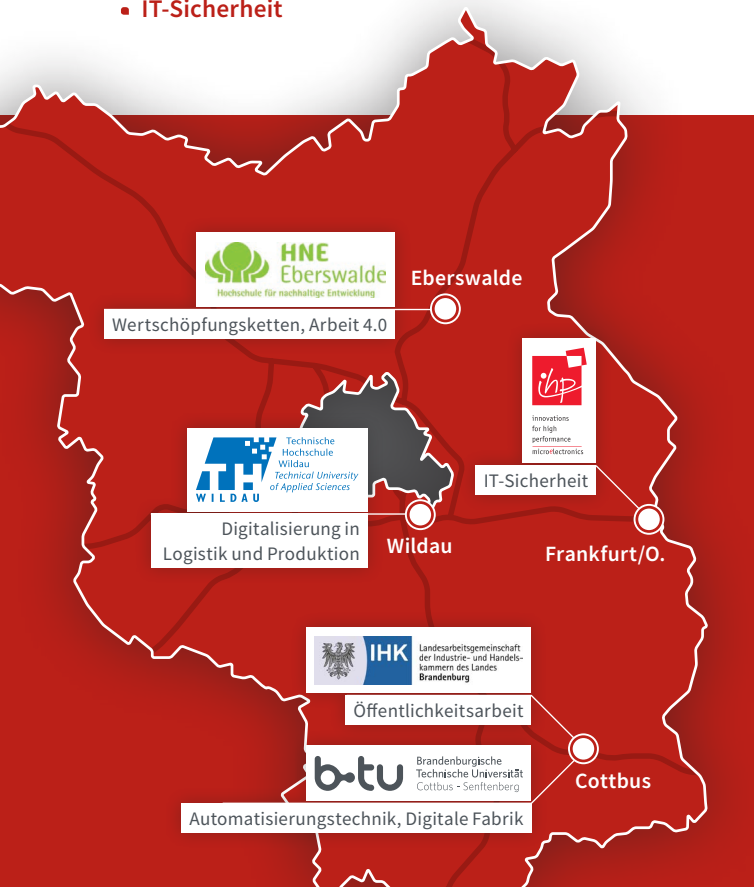 • IT-Sicherheit
HNE
Eberswalde
Hochschule für nachhaltige Entwicklung
Eberswalde
Wertschöpfungsketten, Arbeit 4.0
ihp
innovations
for high
performance
microelectronics
IT-Sicherheit
Frankfurt/O.
TH
WILDAU
Technische
Hochschule
Wildau
Technical University
of Applied Sciences
Digitalisierung in
Logistik und Produktion
Wildau
IHK
Landesarbeitsgemeinschaft
der Industrie- und Handels-
kammern des Landes
Brandenburg
Öffentlichkeitsarbeit
b-tu
Brandenburgische
Technische Universität
Cottbus - Senftenberg
Automatisierungstechnik, Digitale Fabrik
Cottbus